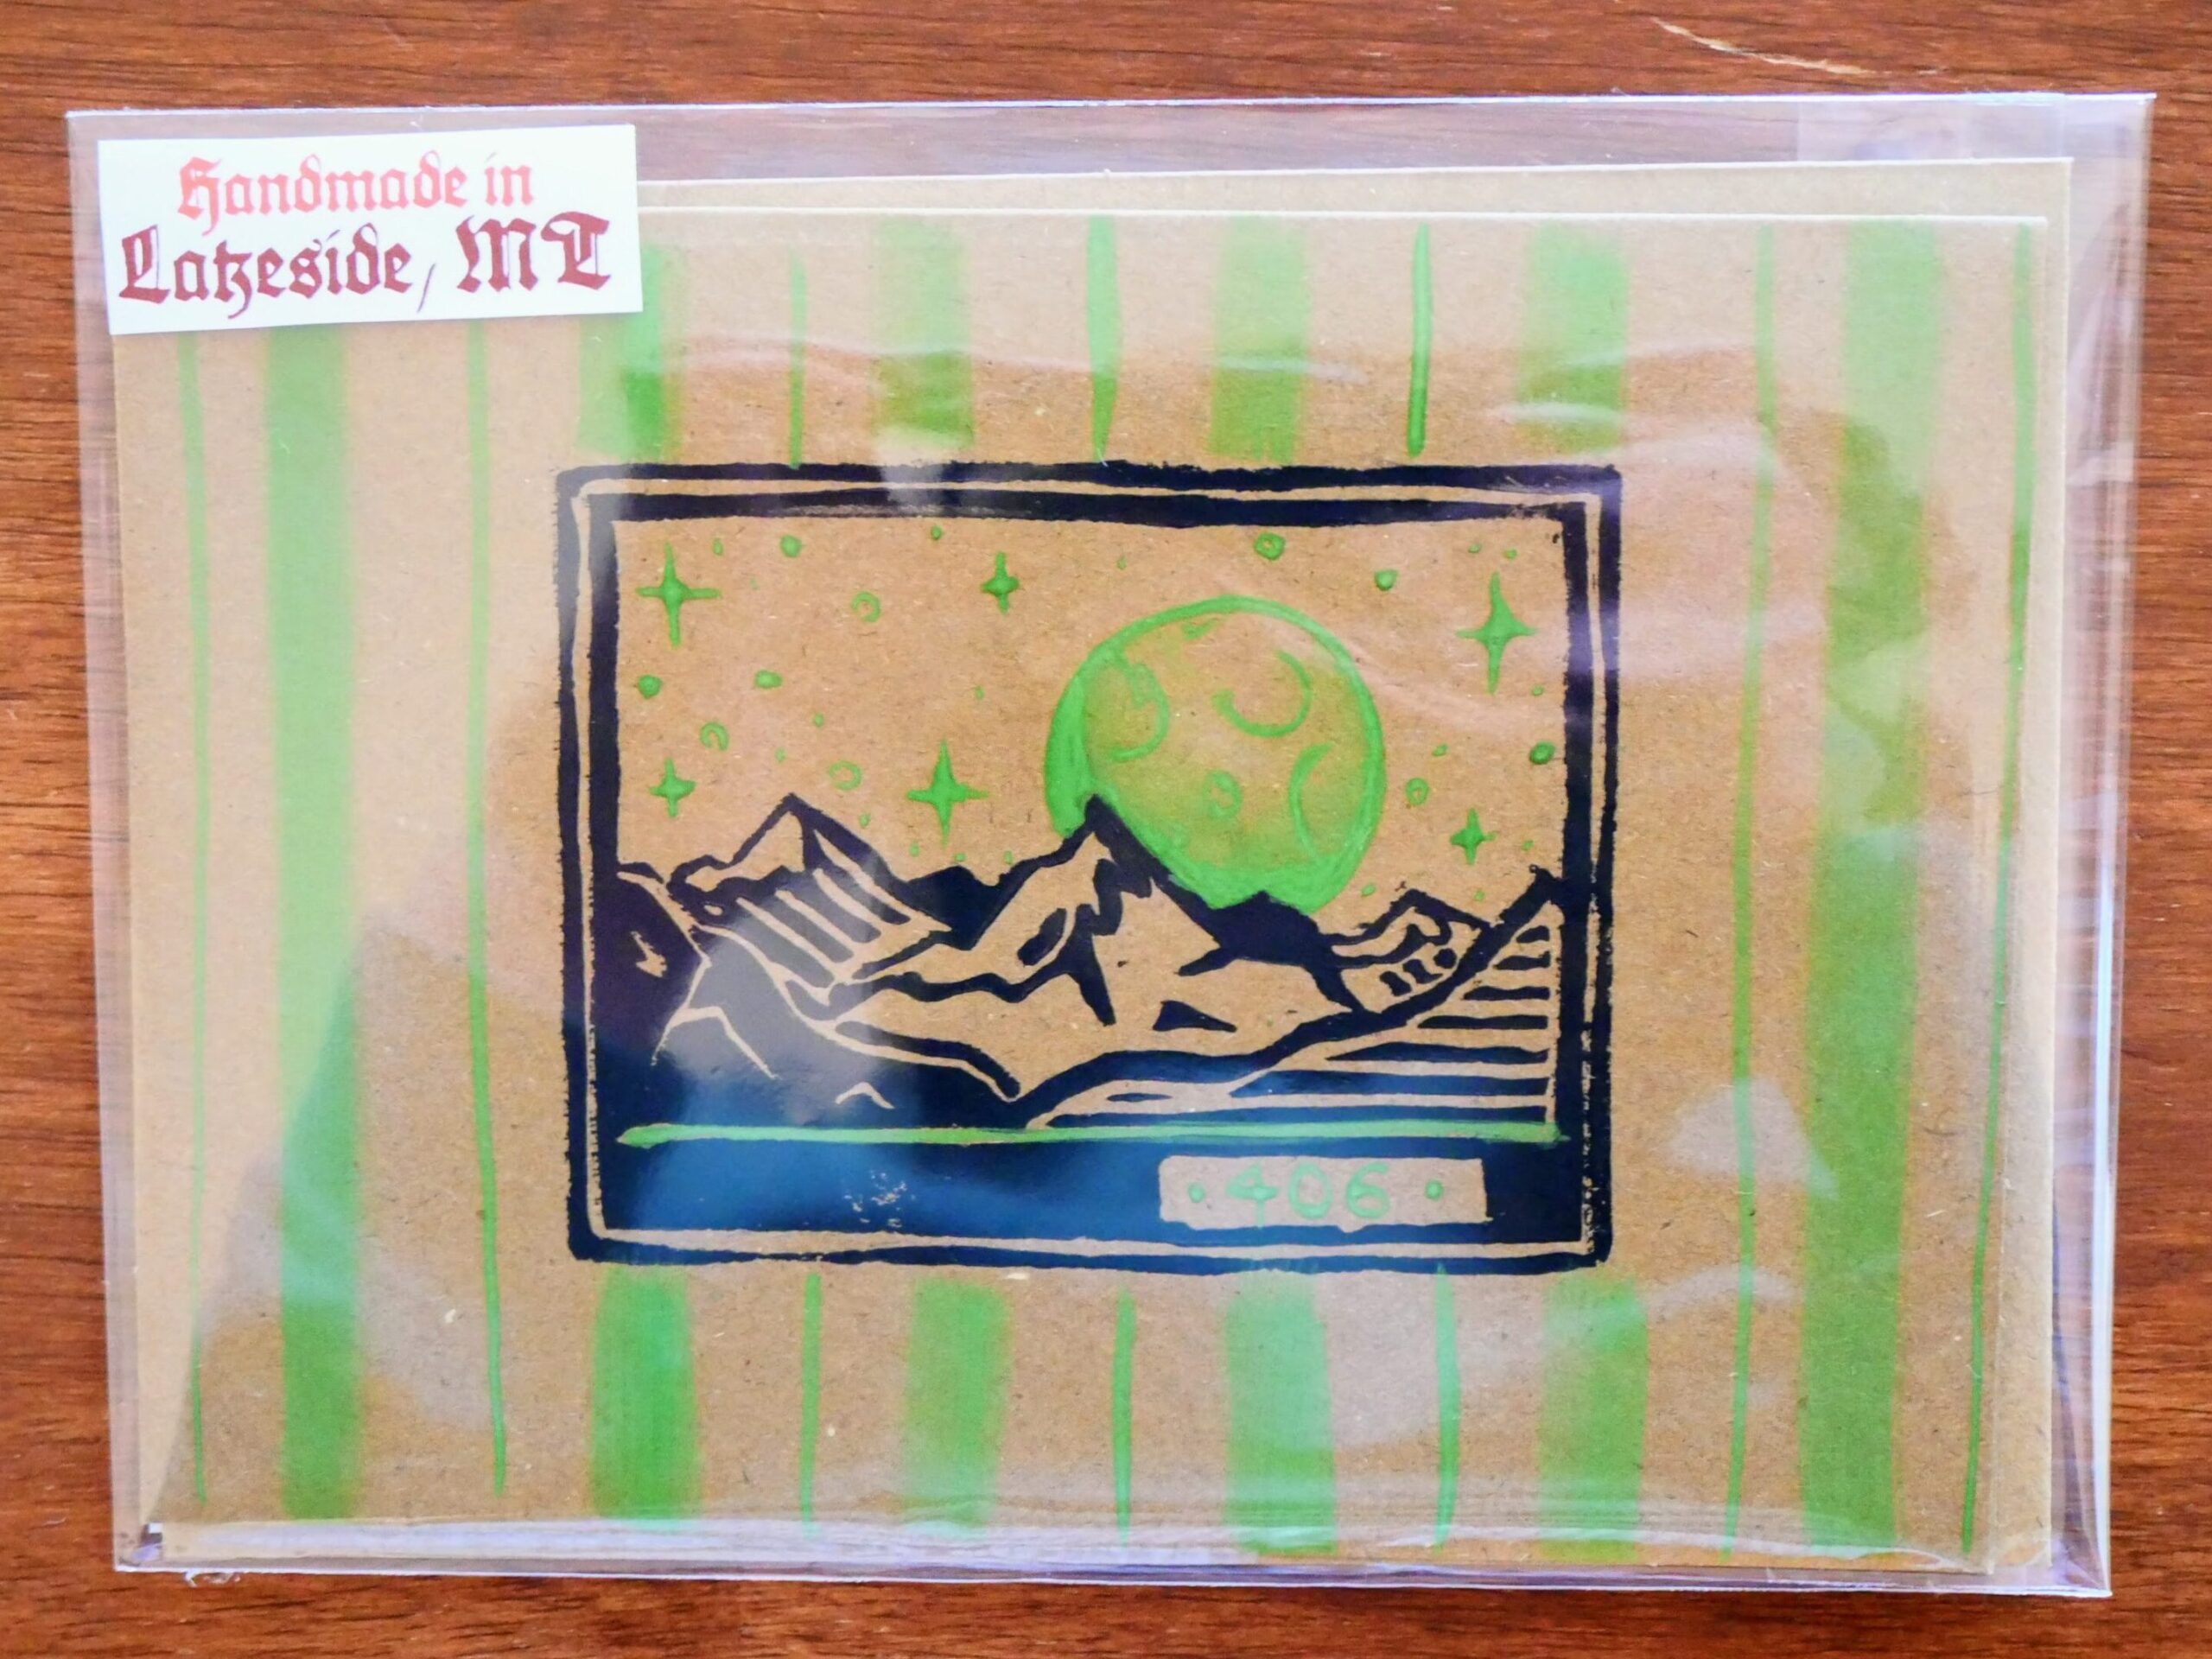 Handmade in
Lakeside, MT
· 406 ·